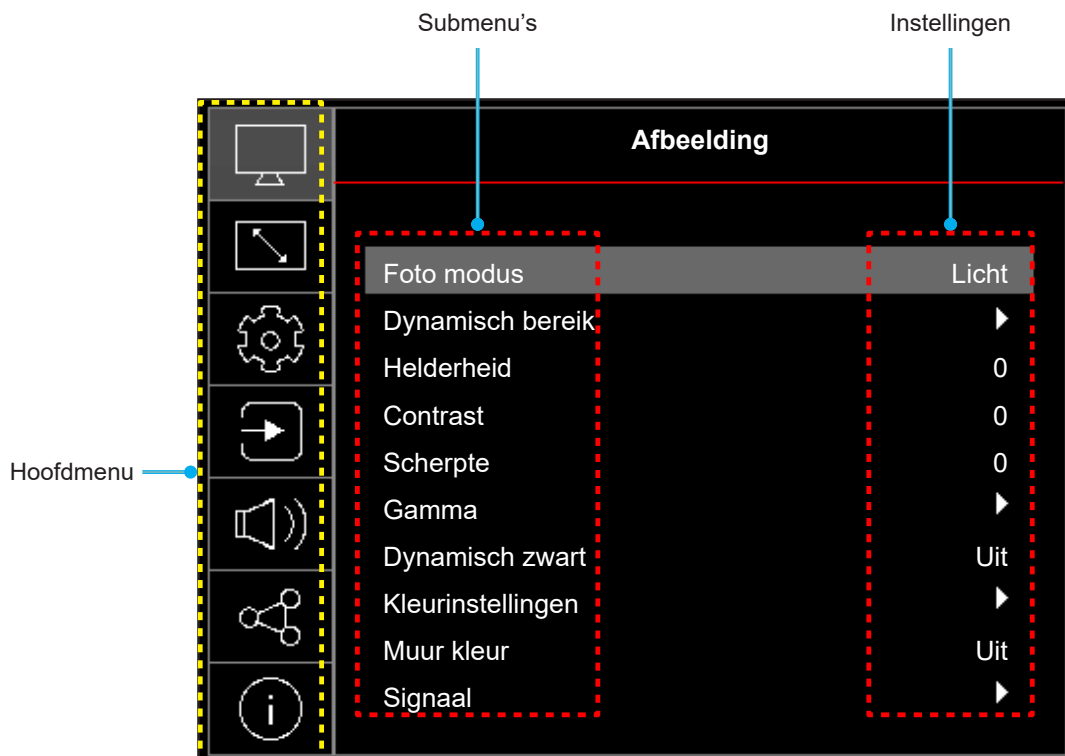 Submenu’s
Instellingen
Hoofdmenu
Afbeelding
Foto modus Licht
Dynamisch bereik
Helderheid 0
Contrast 0
Scherpte 0
Gamma
Dynamisch zwart Uit
Kleurinstellingen
Muur kleur Uit
Signaal
i